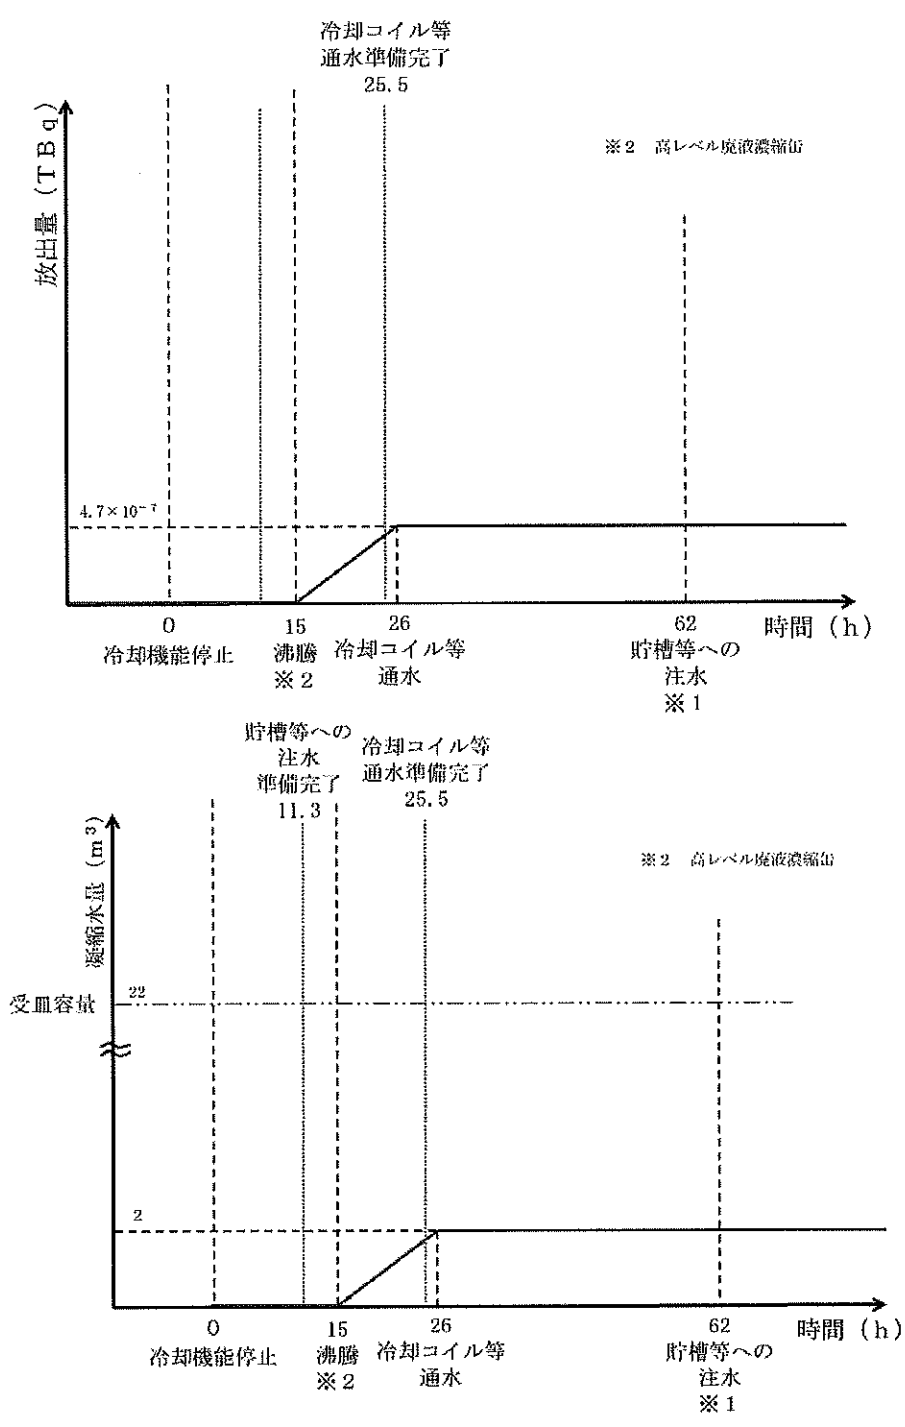 冷却コイル等
通水準備完了
25.5
放出量（TBq）
※2　高レベル廃液濃縮缶
4.7×10⁻⁷
0
15
26
62
時間（h）
冷却機能停止
沸騰
※2
冷却コイル等
通水
貯槽等への
注水
※1
貯槽等への
注水
準備完了
11.3
冷却コイル等
通水準備完了
25.5
凝縮水量（m³）
※2　高レベル廃液濃縮缶
受皿容量
22
2
0
15
26
62
時間（h）
冷却機能停止
沸騰
※2
冷却コイル等
通水
貯槽等への
注水
※1